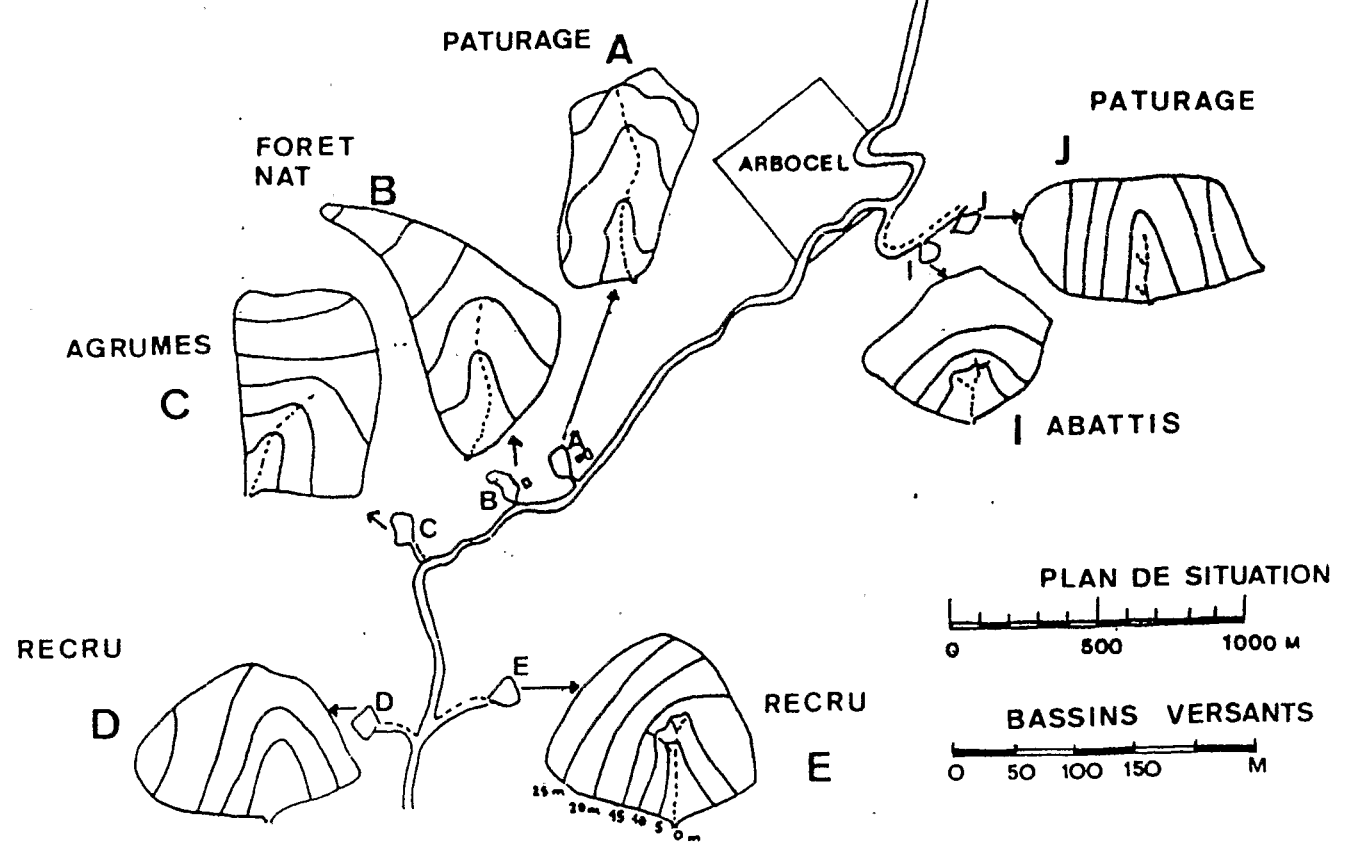 PATURAGE A
FORET
NAT
B
AGRUMES
C
ARBOCEL
PATURAGE
J
J
I
I ABATTIS
A
B
C
D
E
RECRU
D
RECRU
E
25 m
20 m
15 10 5 0 m
PLAN DE SITUATION
0 500 1000 M
BASSINS VERSANTS
0 50 100 150 M